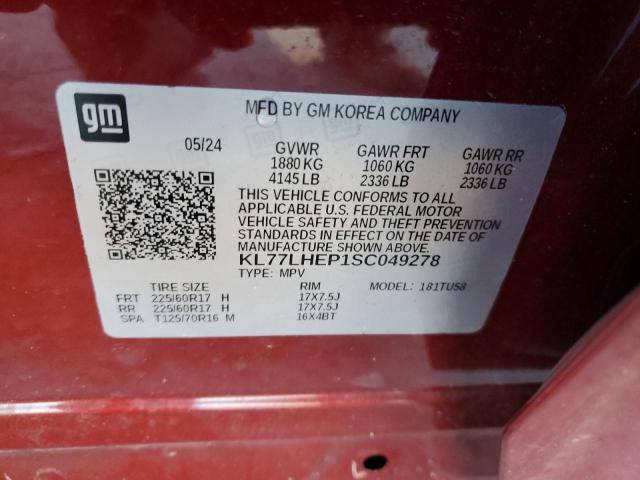 gm
MFD BY GM KOREA COMPANY
05/24 GVWR GAWR FRT GAWR RR
1880 KG 1060 KG 1060 KG
4145 LB 2336 LB 2336 LB
THIS VEHICLE CONFORMS TO ALL
APPLICABLE U.S. FEDERAL MOTOR
VEHICLE SAFETY AND THEFT PREVENTION
STANDARDS IN EFFECT ON THE DATE OF
MANUFACTURE SHOWN ABOVE.
KL77LHEP1SC049278
TYPE: MPV MODEL: 181TU58
TIRE SIZE RIM
FRT 225/60R17 H 17X7.5J
RR 225/60R17 H 17X7.5J
SPA T125/70R16 M 16X4BT